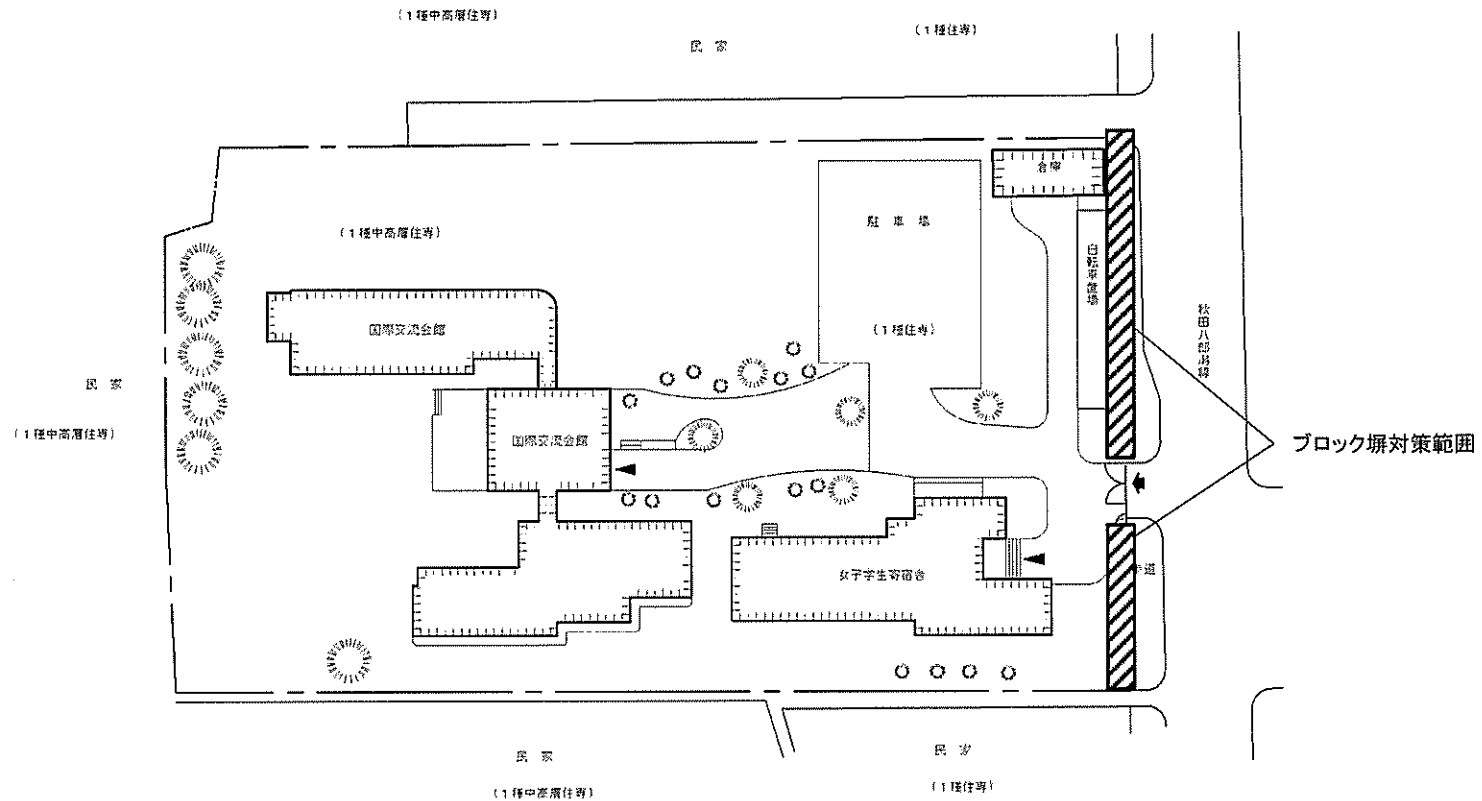 (1種中高層住専)
(1種住専)
民家
倉庫
駐車場
(1種中高層住専)
自転車置場
秋田八郎潟線
国際交流会館
(1種住専)
民家
(1種中高層住専)
国際交流会館
ブロック塀対策範囲
女子学生寄宿舎
道
民家
民家
(1種中高層住専)
(1種住専)